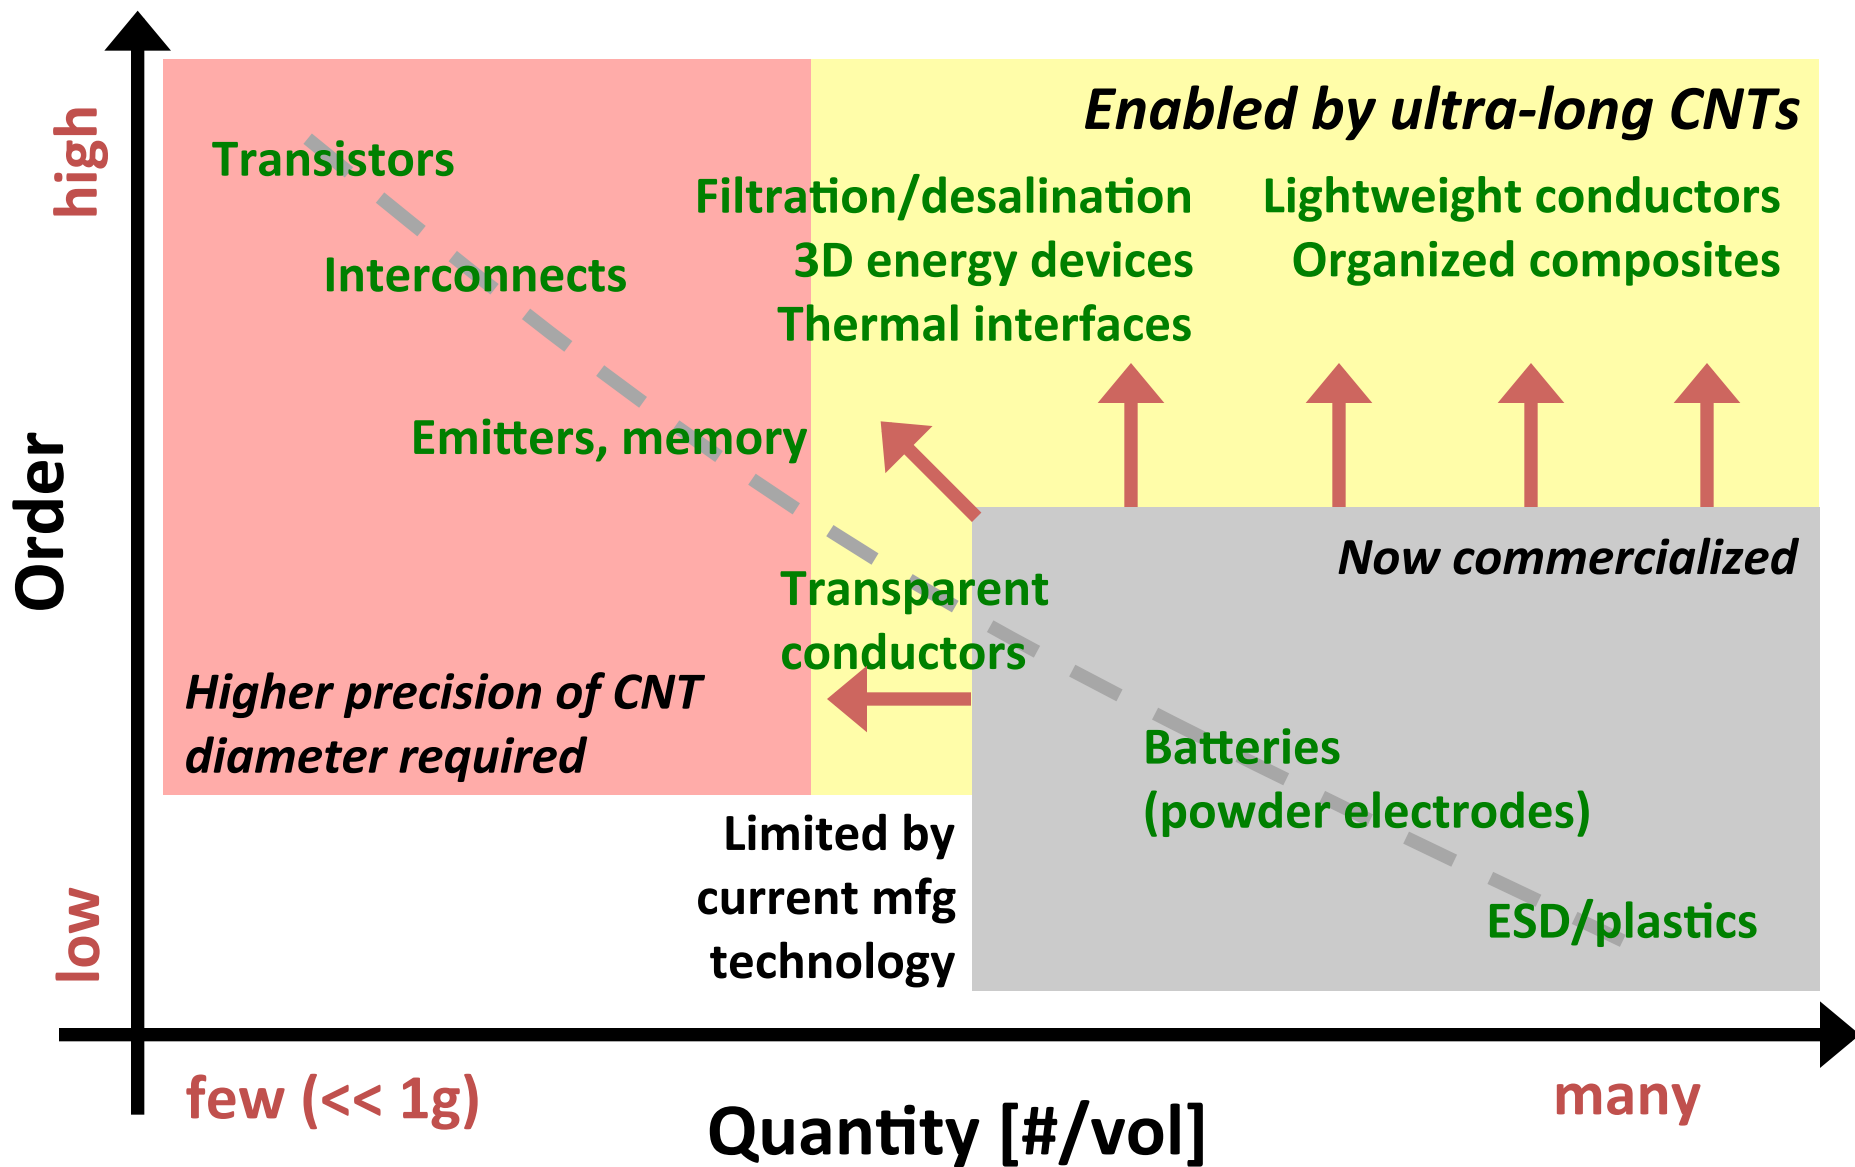 Enabled by ultra-long CNTs
high
Transistors
Filtration/desalination
Lightweight conductors
3D energy devices
Organized composites
Interconnects
Thermal interfaces
Emitters, memory
Order
Now commercialized
Transparent
conductors
Higher precision of CNT
diameter required
Batteries
(powder electrodes)
Limited by
current mfg
technology
low
ESD/plastics
few (<< 1g)
many
Quantity [#/vol]